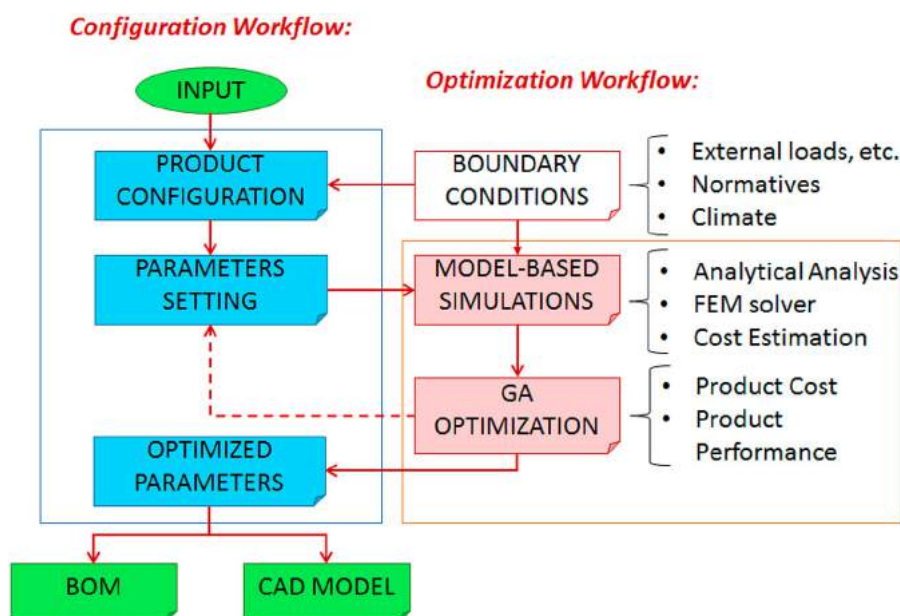 Configuration Workflow:
Optimization Workflow:
INPUT
PRODUCT
CONFIGURATION
BOUNDARY
CONDITIONS
• External loads, etc.
• Normatives
• Climate
PARAMETERS
SETTING
MODEL-BASED
SIMULATIONS
• Analytical Analysis
• FEM solver
• Cost Estimation
GA
OPTIMIZATION
• Product Cost
• Product
Performance
OPTIMIZED
PARAMETERS
BOM
CAD MODEL